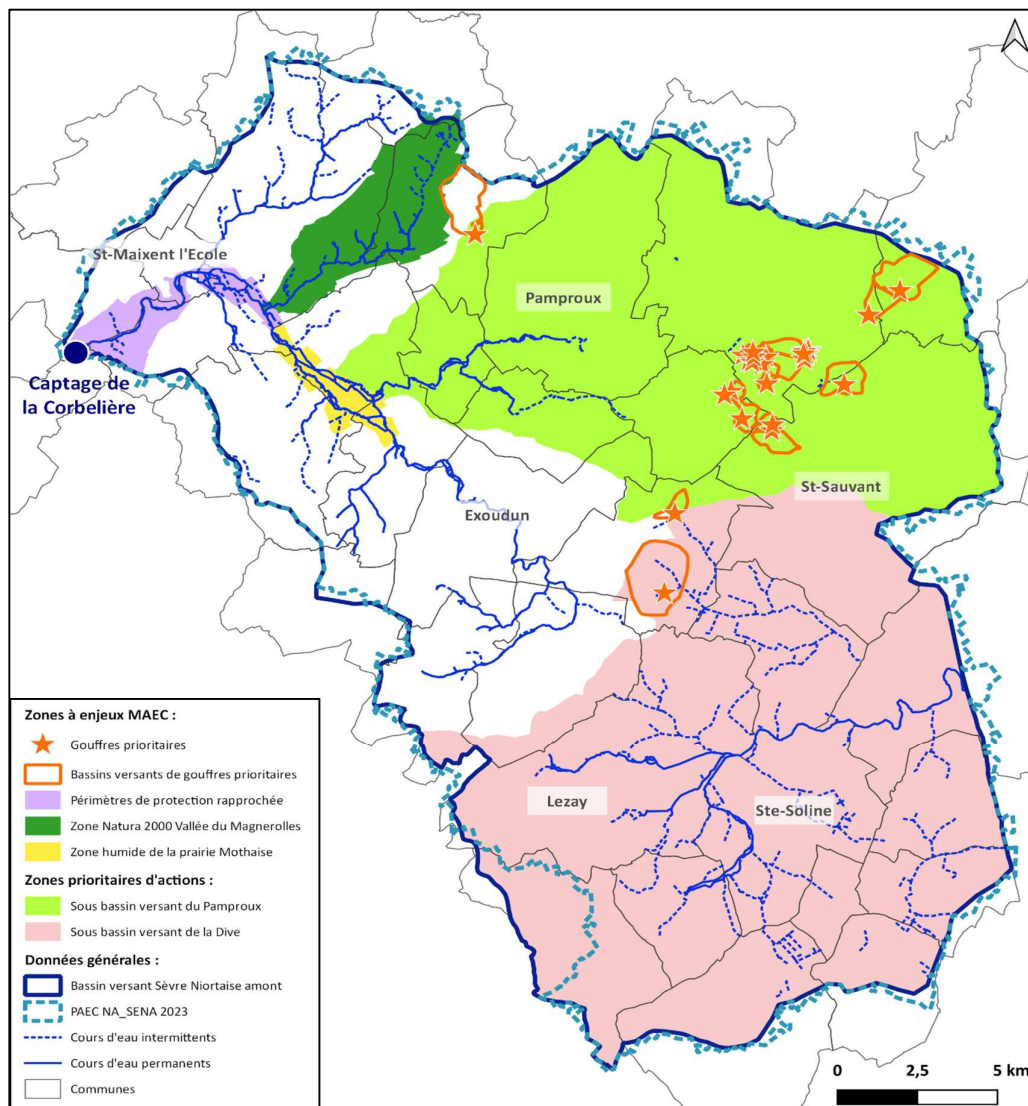 St-Maixent l'Ecole
Pamproux
Captage de
la Corbelière
St-Sauvant
Exoudun
Lezay
Ste-Soline
Zones à enjeux MAEC :
Gouffres prioritaires
Bassins versants de gouffres prioritaires
Périmètres de protection rapprochée
Zone Natura 2000 Vallée du Magnerolles
Zone humide de la prairie Mothaise
Zones prioritaires d'actions :
Sous bassin versant du Pamproux
Sous bassin versant de la Dive
Données générales :
Bassin versant Sèvre Niortaise amont
PAEC NA_SENA 2023
Cours d'eau intermittents
Cours d'eau permanents
Communes
0 2,5 5 km